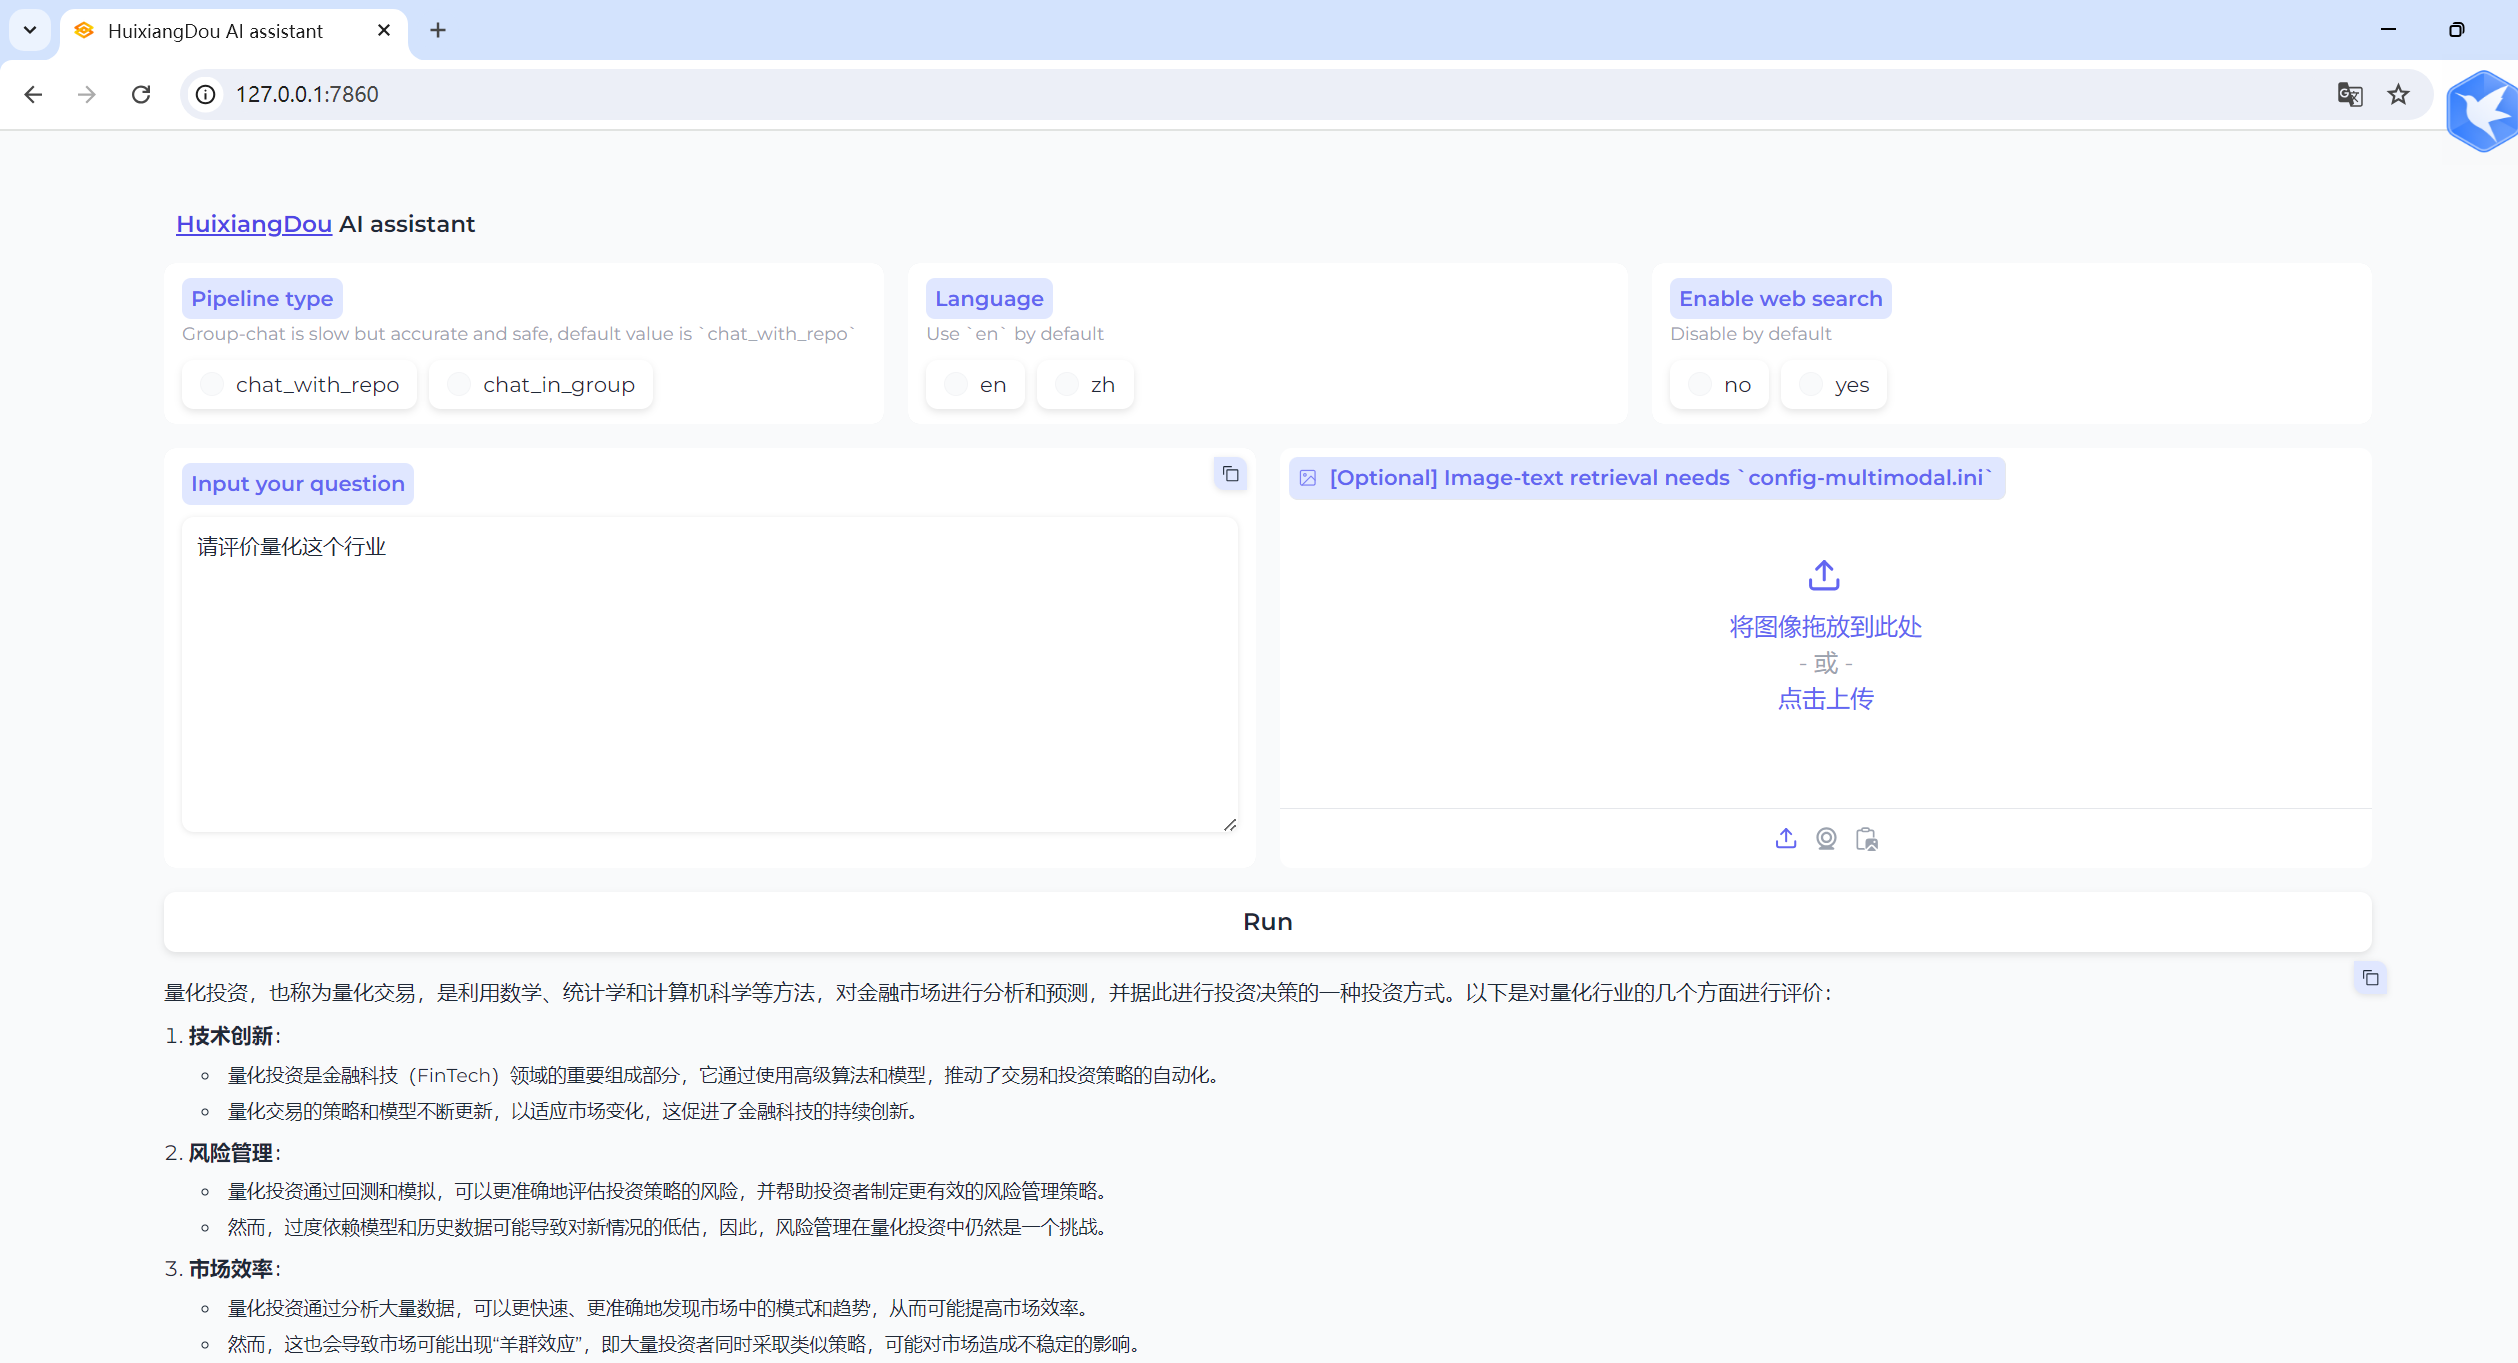 HuixiangDou AI assistant
127.0.0.1:7860
HuixiangDou AI assistant
Pipeline type
Group-chat is slow but accurate and safe, default value is `chat_with_repo`
chat_with_repo
chat_in_group
Language
Use `en` by default
en
zh
Enable web search
Disable by default
no
yes
Input your question
请评价量化这个行业
[Optional] Image-text retrieval needs `config-multimodal.ini`
将图像拖放到此处
- 或 -
点击上传
Run
量化投资，也称为量化交易，是利用数学、统计学和计算机科学等方法，对金融市场进行分析和预测，并据此进行投资决策的一种投资方式。以下是对量化行业的几个方面进行评价：
1. 技术创新：
◦ 量化投资是金融科技（FinTech）领域的重要组成部分，它通过使用高级算法和模型，推动了交易和投资策略的自动化。
◦ 量化交易的策略和模型不断更新，以适应市场变化，这促进了金融科技的持续创新。
2. 风险管理：
◦ 量化投资通过回测和模拟，可以更准确地评估投资策略的风险，并帮助投资者制定更有效的风险管理策略。
◦ 然而，过度依赖模型和历史数据可能导致对新情况的低估，因此，风险管理在量化投资中仍然是一个挑战。
3. 市场效率：
◦ 量化投资通过分析大量数据，可以更快速、更准确地发现市场中的模式和趋势，从而可能提高市场效率。
◦ 然而，这也会导致市场可能出现“羊群效应”，即大量投资者同时采取类似策略，可能对市场造成不稳定的影响。